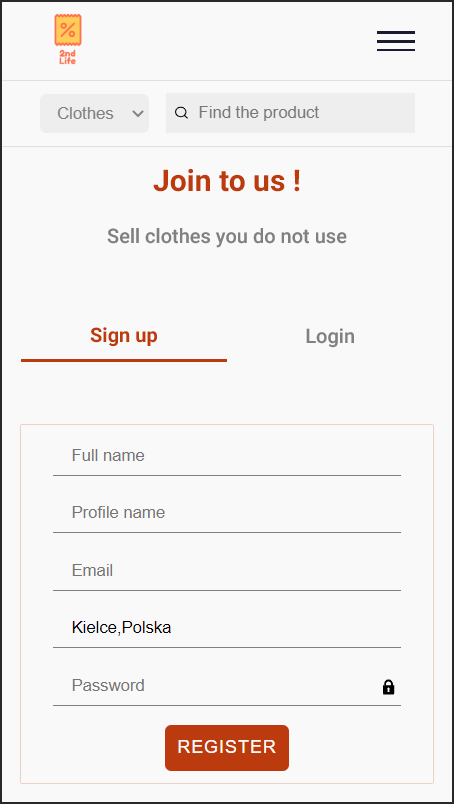 2nd
Life
Clothes
Find the product
Join to us !
Sell clothes you do not use
Sign up
Login
Full name
Profile name
Email
Kielce,Polska
Password
REGISTER